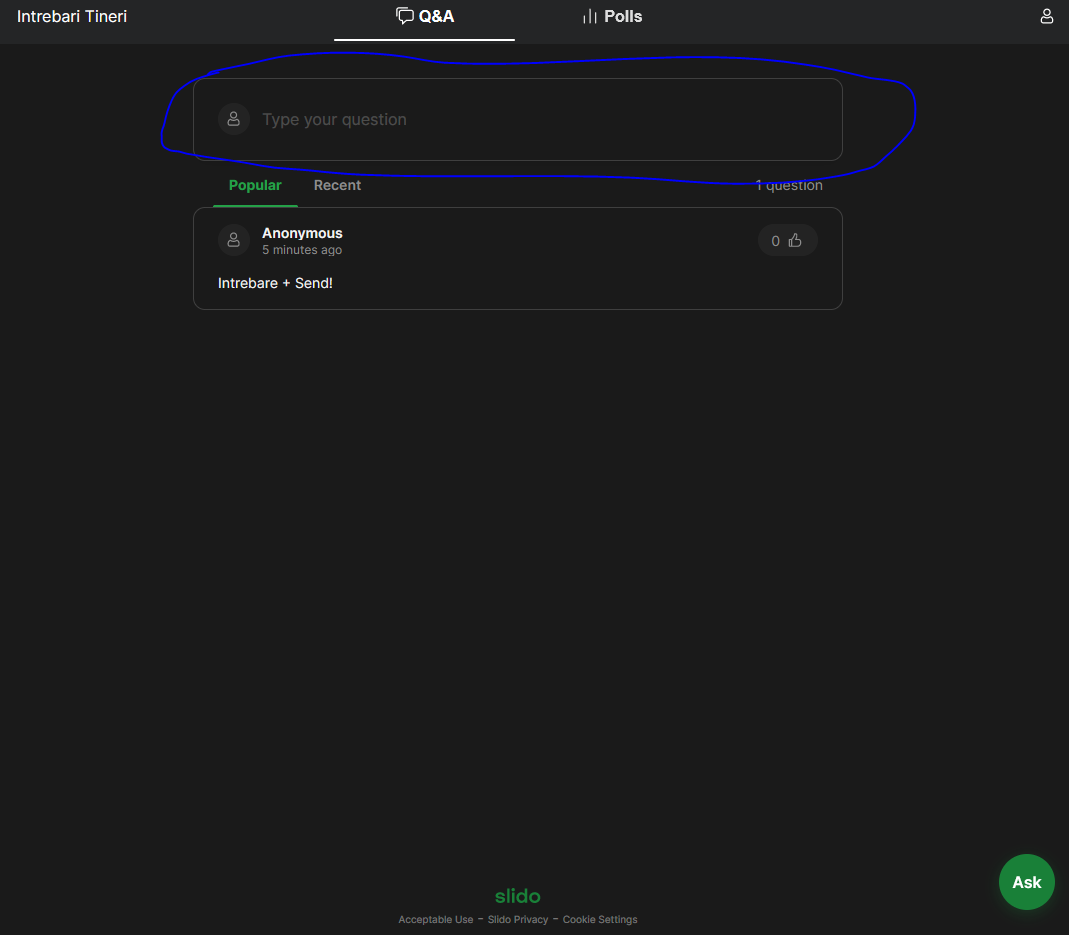 Intrebari Tineri
Q&A
Polls
Type your question
Popular
Recent
1 question
Anonymous
5 minutes ago
0
Intrebare + Send!
Ask
slido
Acceptable Use – Slido Privacy – Cookie Settings